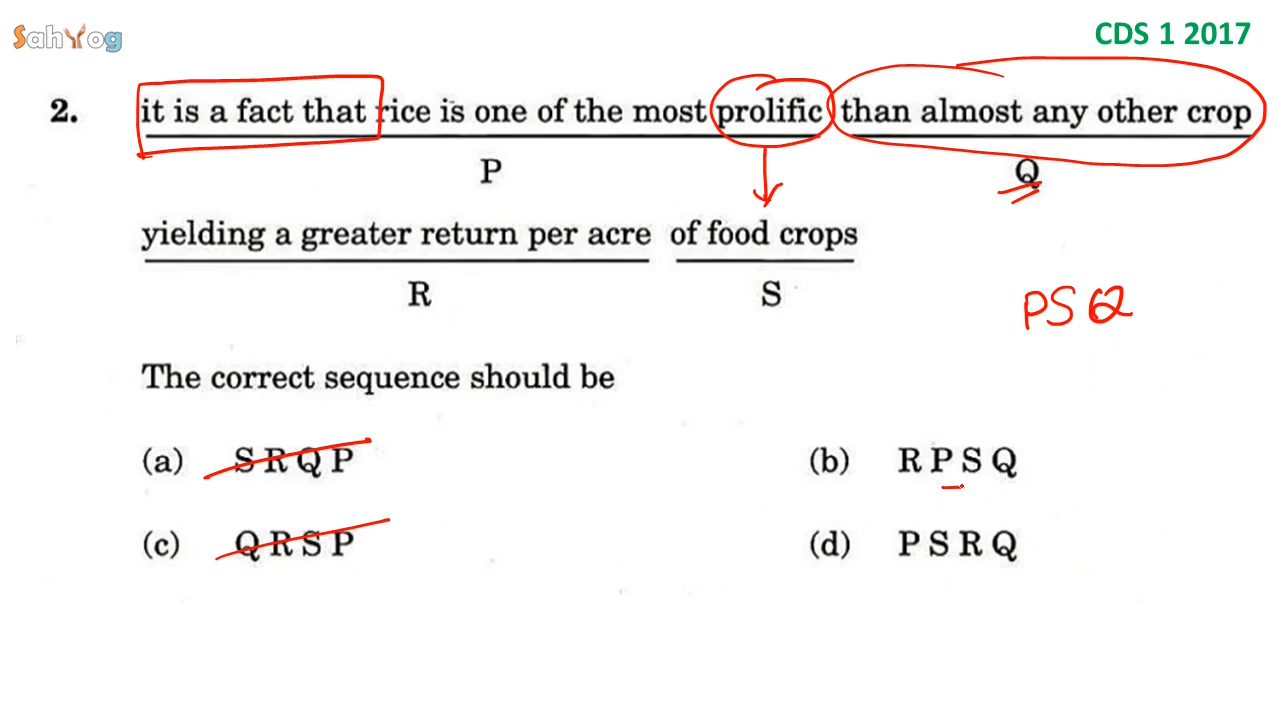 SahYog
CDS 1 2017
2. it is a fact that rice is one of the most prolific than almost any other crop
P Q
yielding a greater return per acre of food crops
R S
PSQ
The correct sequence should be
(a) S R Q P (b) R P S Q
(c) Q R S P (d) P S R Q